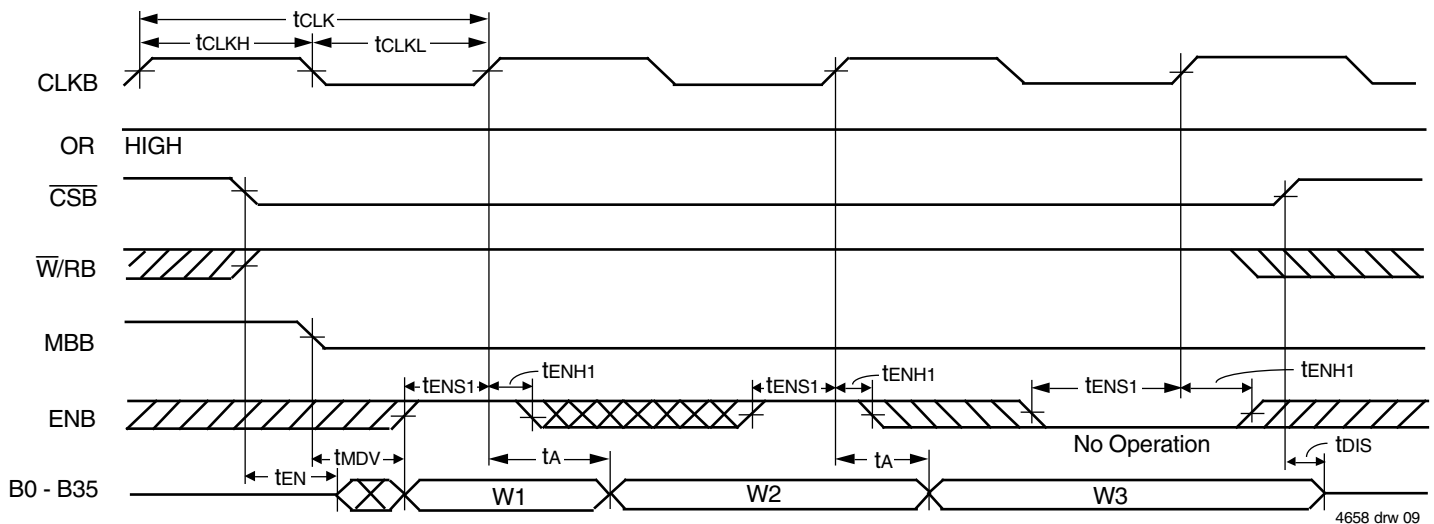 tCLK
tCLKH tCLKL
CLKB
OR HIGH
CSB
W/RB
MBB
tENS1 tENH1 tENS1 tENH1 tENS1 tENH1
ENB
No Operation
tEN tMDV tA tA tDIS
B0 - B35 W1 W2 W3
4658 drw 09